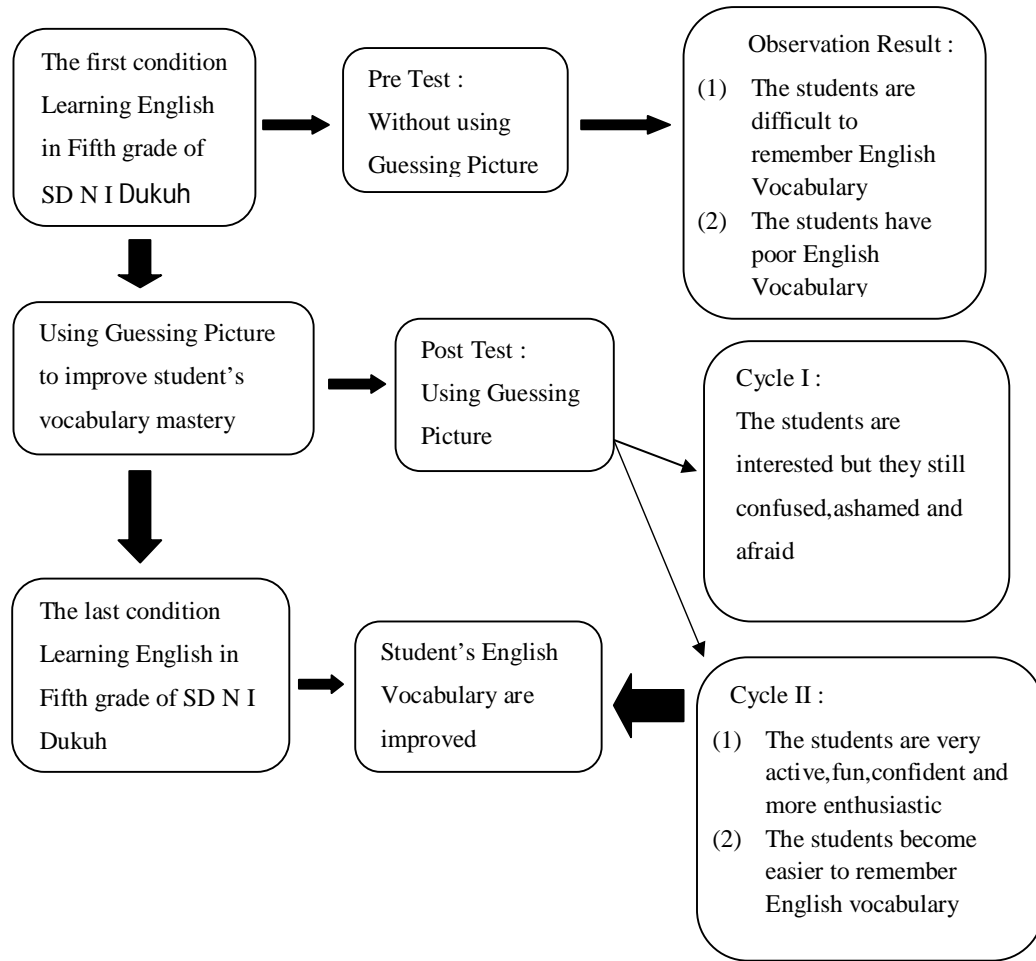 The first condition
Learning English
in Fifth grade of
SD N I Dukuh
Pre Test :
Without using
Guessing Picture
Observation Result :
(1) The students are
difficult to
remember English
Vocabulary
(2) The students have
poor English
Vocabulary
Using Guessing Picture
to improve student’s
vocabulary mastery
Post Test :
Using Guessing
Picture
Cycle I :
The students are
interested but they still
confused,ashamed and
afraid
The last condition
Learning English in
Fifth grade of SD N I
Dukuh
Student’s English
Vocabulary are
improved
Cycle II :
(1) The students are very
active,fun,confident and
more enthusiastic
(2) The students become
easier to remember
English vocabulary